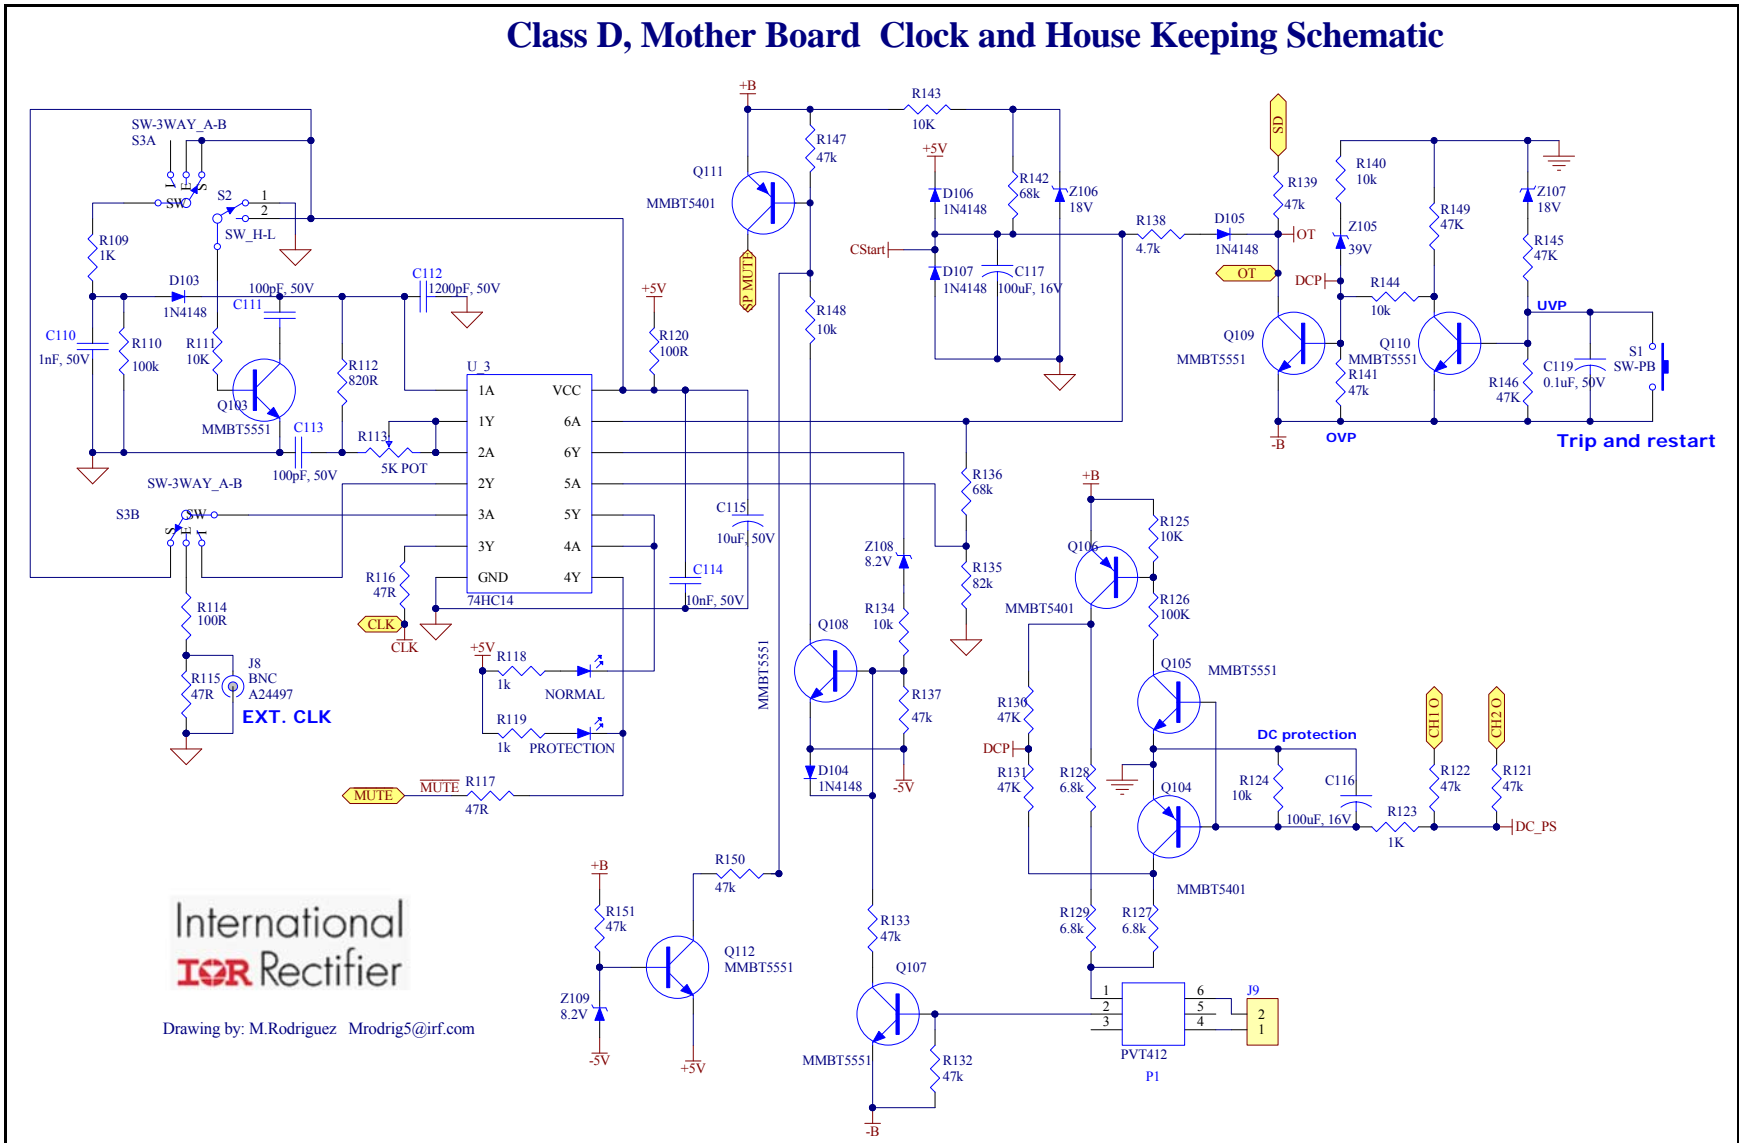 Class D, Mother Board Clock and House Keeping Schematic
SW-3WAY_A-B
S3A
S2
1
2
SW
SW_H-L
R109
1K
D103
1N4148
100pF, 50V
C111
C112
1200pF, 50V
C110
1nF, 50V
R110
100k
R111
10K
R112
820R
Q103
MMBT5551
C113
100pF, 50V
R113
5K POT
SW-3WAY_A-B
S3B
SW
R114
100R
R115
47R
J8
BNC
A24497
EXT. CLK
R116
47R
CLK
CLK
U_3
1A
1Y
2A
2Y
3A
3Y
GND
VCC
6A
6Y
5A
5Y
4A
4Y
74HC14
+5V
R120
100R
C115
10uF, 50V
C114
10nF, 50V
+5V
R118
1k
NORMAL
R119
1k
PROTECTION
MUTE
MUTE
R117
47R
+B
Q111
MMBT5401
SP MUTE
R147
47k
R148
10k
R143
10K
+5V
D106
1N4148
R142
68k
Z106
18V
CStart
D107
1N4148
C117
100uF, 16V
R138
4.7k
D105
1N4148
SD
R139
47k
OT
OT
R140
10k
Z105
39V
DCP
R144
10k
R149
47K
Z107
18V
R145
47K
UVP
Q109
MMBT5551
Q110
MMBT5551
R141
47k
R146
47K
C119
0.1uF, 50V
S1
SW-PB
-B
OVP
Trip and restart
R136
68k
R135
82k
Z108
8.2V
R134
10k
Q108
MMBT5551
R137
47k
D104
1N4148
-5V
+B
Q106
MMBT5401
R125
10K
R126
100K
Q105
MMBT5551
R130
47K
DCP
R131
47K
R128
6.8k
DC protection
Q104
MMBT5401
R124
10k
C116
100uF, 16V
R123
1K
CH1 O
CH2 O
R122
47k
R121
47k
DC_PS
R129
6.8k
R127
6.8k
1
2
3
6
5
4
PVT412
P1
J9
2
1
R150
47k
+B
R151
47k
Z109
8.2V
-5V
Q112
MMBT5551
+5V
R133
47k
Q107
MMBT5551
R132
47k
-B
International
IOR Rectifier
Drawing by: M.Rodriguez Mrodrig5@irf.com